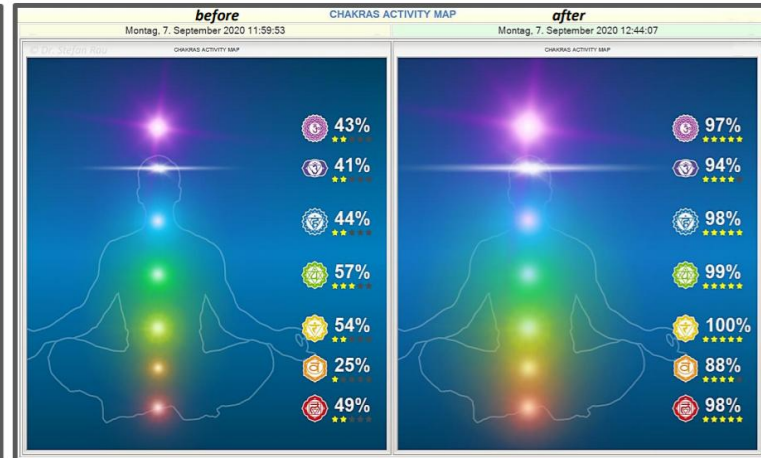 before CHAKRAS ACTIVITY MAP after
Montag, 7. September 2020 11:59:53 Montag, 7. September 2020 12:44:07
© Dr. Stefan Rau CHAKRAS ACTIVITY MAP CHAKRAS ACTIVITY MAP
43% 97%
41% 94%
44% 98%
57% 99%
54% 100%
25% 88%
49% 98%